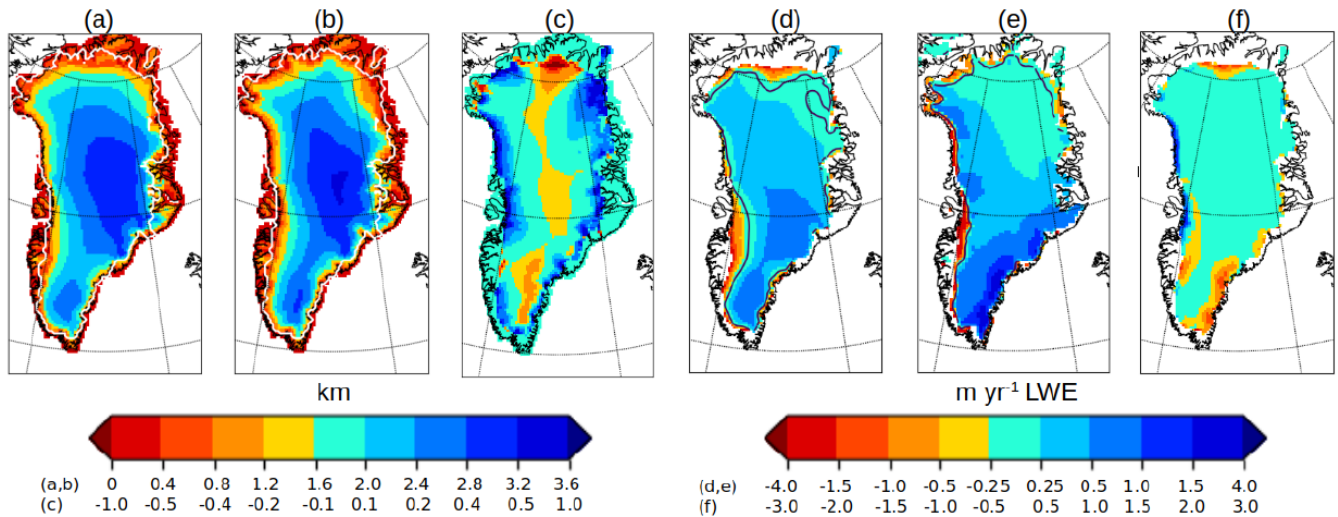 (a) (b) (c) (d) (e) (f)
km m yr-1 LWE
(a,b) 0 0.4 0.8 1.2 1.6 2.0 2.4 2.8 3.2 3.6 (d,e) -4.0 -1.5 -1.0 -0.5 -0.25 0.25 0.5 1.0 1.5 4.0
(c) -1.0 -0.5 -0.4 -0.2 -0.1 0.1 0.2 0.4 0.5 1.0 (f) -3.0 -2.0 -1.5 -1.0 -0.5 0.5 1.0 1.5 2.0 3.0